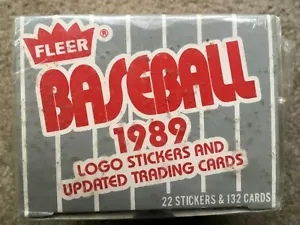 FLEER ®
BASEBALL
1989
LOGO STICKERS AND
UPDATED TRADING CARDS
22 STICKERS & 132 CARDS